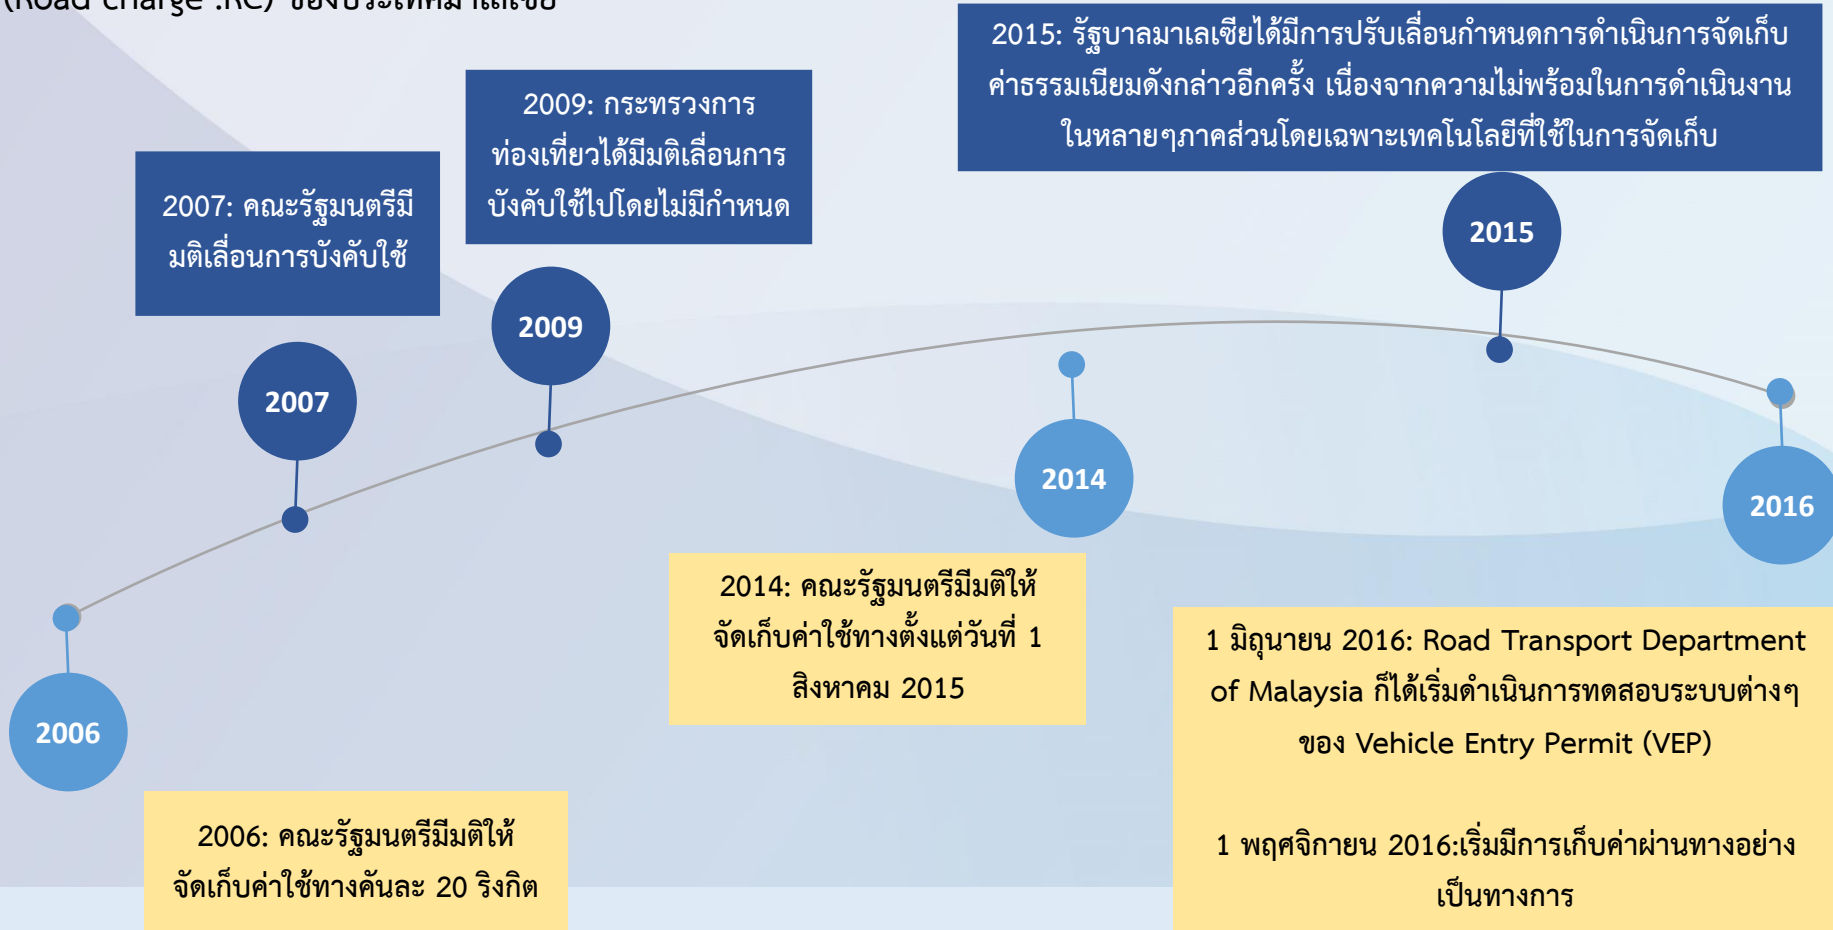 (Road charge :RC) ของประเทศมาเลเซีย
2015: รัฐบาลมาเลเซียได้มีการปรับเลื่อนกำหนดการดำเนินการจัดเก็บ
ค่าธรรมเนียมดังกล่าวอีกครั้ง เนื่องจากความไม่พร้อมในการดำเนินงาน
ในหลายๆภาคส่วนโดยเฉพาะเทคโนโลยีที่ใช้ในการจัดเก็บ
2009: กระทรวงการ
ท่องเที่ยวได้มีมติเลื่อนการ
บังคับใช้ไปโดยไม่มีกำหนด
2007: คณะรัฐมนตรีมี
มติเลื่อนการบังคับใช้
2015
2009
2007
2014
2016
2014: คณะรัฐมนตรีมีมติให้
จัดเก็บค่าใช้ทางตั้งแต่วันที่ 1
สิงหาคม 2015
1 มิถุนายน 2016: Road Transport Department
of Malaysia ก็ได้เริ่มดำเนินการทดสอบระบบต่างๆ
ของ Vehicle Entry Permit (VEP)
1 พฤศจิกายน 2016:เริ่มมีการเก็บค่าผ่านทางอย่าง
เป็นทางการ
2006
2006: คณะรัฐมนตรีมีมติให้
จัดเก็บค่าใช้ทางคันละ 20 ริงกิต